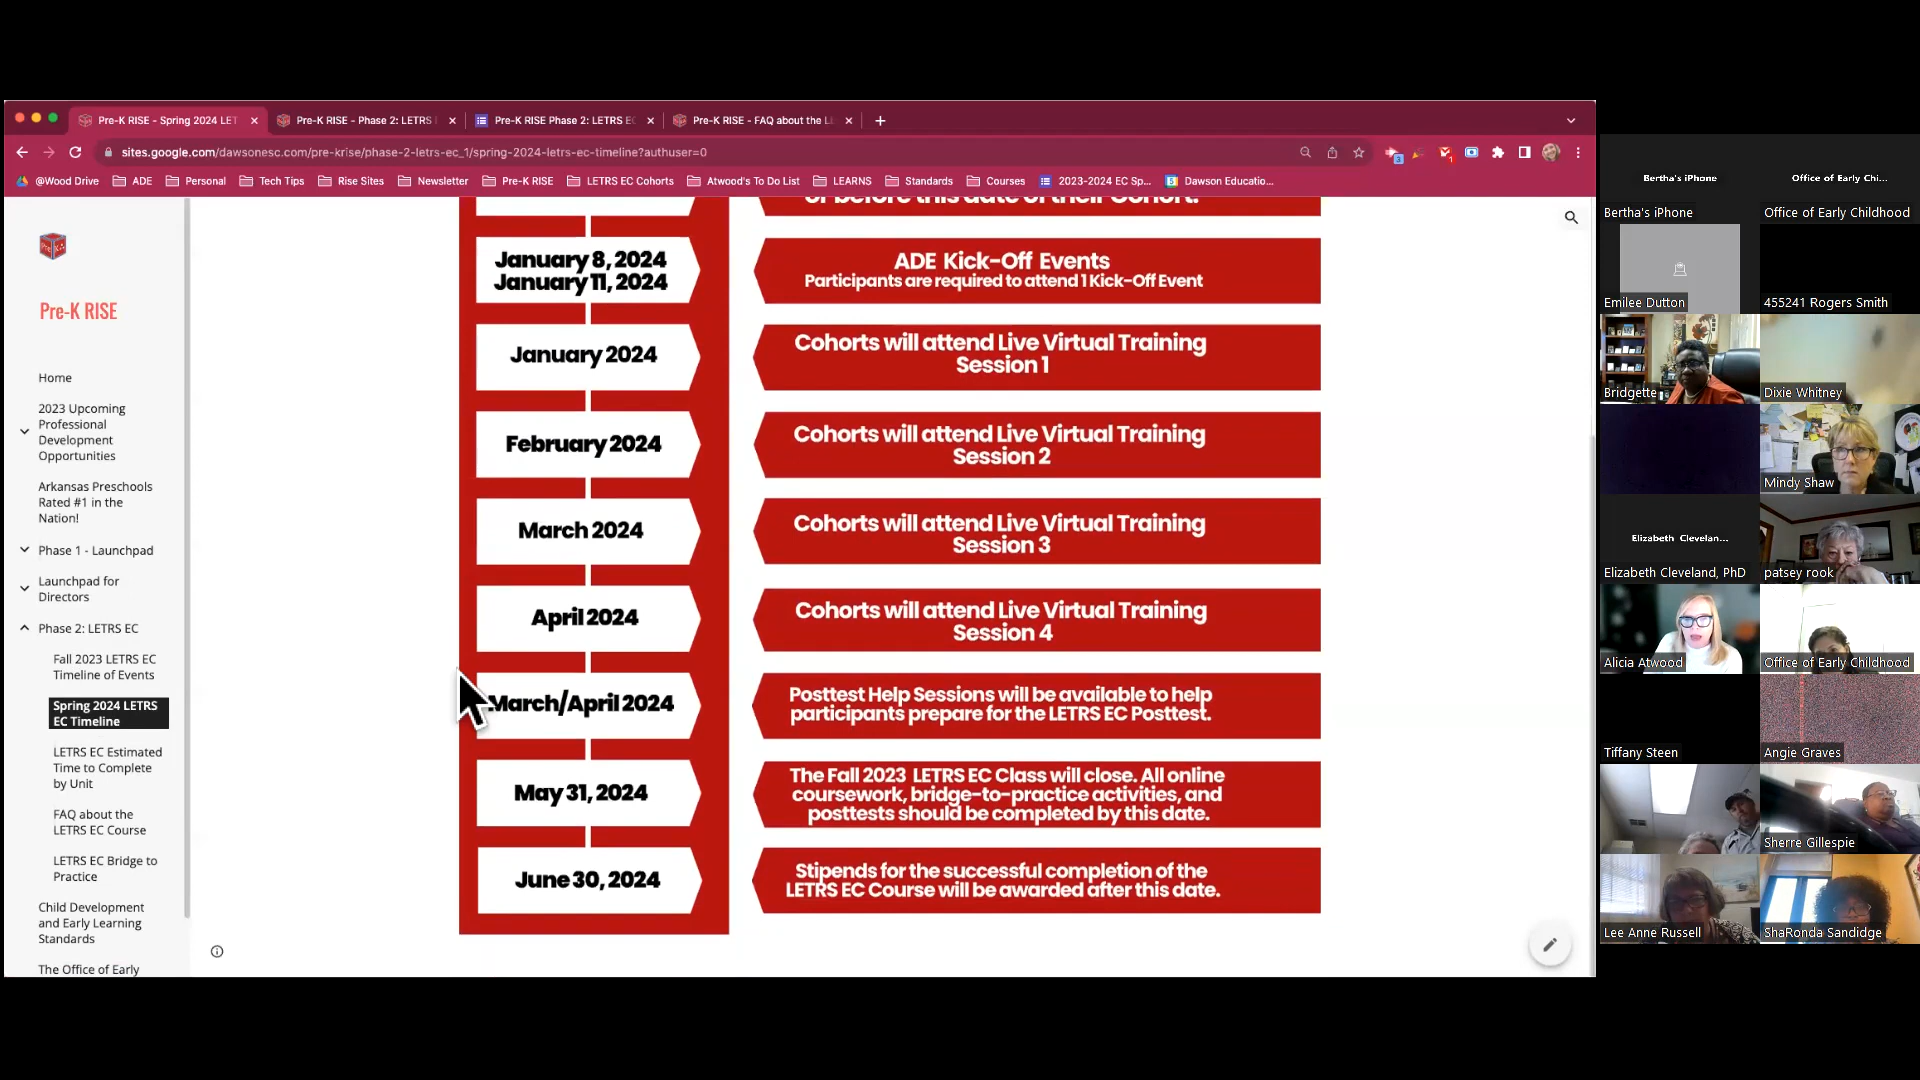 Pre-K RISE - Spring 2024 LET
Pre-K RISE - Phase 2: LETRS
Pre-K RISE Phase 2: LETRS EC
Pre-K RISE - FAQ about the L
sites.google.com/dawsonesc.com/pre-krise/phase-2-letrs-ec_1/spring-2024-letrs-ec-timeline?authuser=0
@Wood Drive
ADE
Personal
Tech Tips
Rise Sites
Newsletter
Pre-K RISE
LETRS EC Cohorts
Atwood's To Do List
LEARNS
Standards
Courses
2023-2024 EC Sp...
Dawson Educatio...
Pre-K RISE
Home
2023 Upcoming
Professional
Development
Opportunities
Arkansas Preschools
Rated #1 in the
Nation!
Phase 1 - Launchpad
Launchpad for
Directors
Phase 2: LETRS EC
Fall 2023 LETRS EC
Timeline of Events
Spring 2024 LETRS
EC Timeline
LETRS EC Estimated
Time to Complete
by Unit
FAQ about the
LETRS EC Course
LETRS EC Bridge to
Practice
Child Development
and Early Learning
Standards
The Office of Early
or before this date of their Cohort.
January 8, 2024
January 11, 2024
ADE Kick-Off Events
Participants are required to attend 1 Kick-Off Event
January 2024
Cohorts will attend Live Virtual Training
Session 1
February 2024
Cohorts will attend Live Virtual Training
Session 2
March 2024
Cohorts will attend Live Virtual Training
Session 3
April 2024
Cohorts will attend Live Virtual Training
Session 4
March/April 2024
Posttest Help Sessions will be available to help
participants prepare for the LETRS EC Posttest.
May 31, 2024
The Fall 2023 LETRS EC Class will close. All online
coursework, bridge-to-practice activities, and
posttests should be completed by this date.
June 30, 2024
Stipends for the successful completion of the
LETRS EC Course will be awarded after this date.
Bertha's iPhone
Office of Early Chi...
Bertha's iPhone
Office of Early Childhood
Emilee Dutton
455241 Rogers Smith
Bridgette
Dixie Whitney
Mindy Shaw
Elizabeth Clevelan...
Elizabeth Cleveland, PhD
patsey rook
Alicia Atwood
Office of Early Childhood
Tiffany Steen
Angie Graves
Sherre Gillespie
Lee Anne Russell
ShaRonda Sandidge